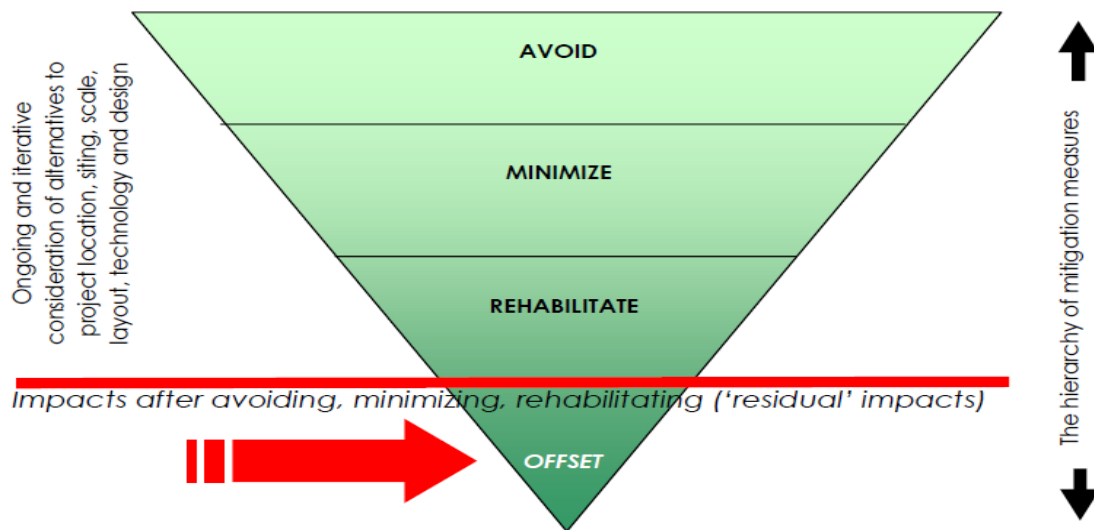 AVOID
MINIMIZE
REHABILITATE
Ongoing and iterative
consideration of alternatives to
project location, siting, scale,
layout, technology and design
Impacts after avoiding, minimizing, rehabilitating (‘residual’ impacts)
OFFSET
The hierarchy of mitigation measures